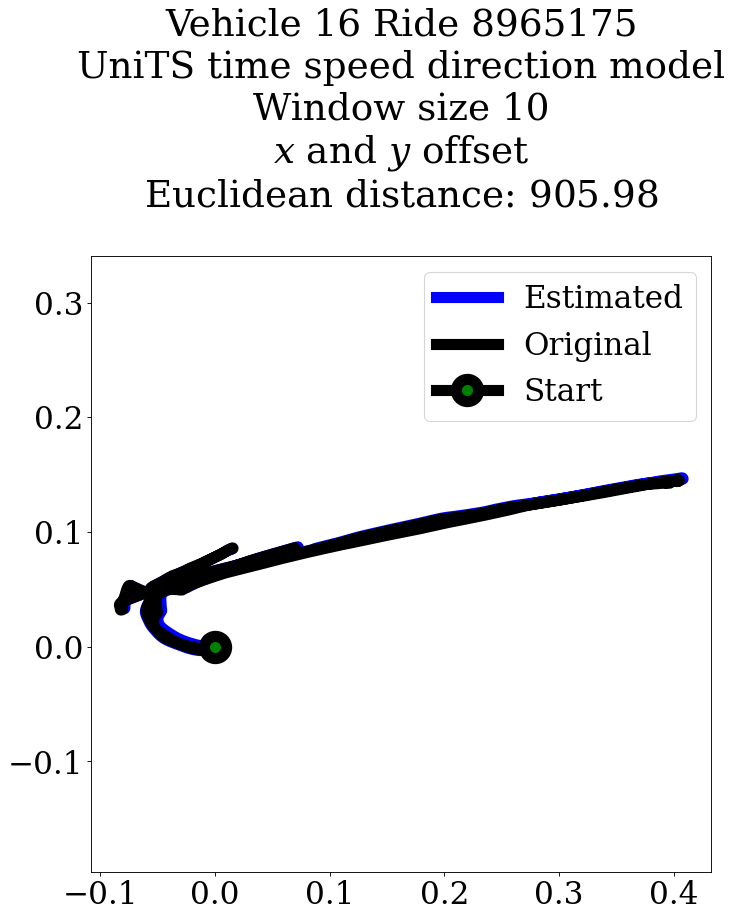 Vehicle 16 Ride 8965175
UniTS time speed direction model
Window size 10
x and y offset
Euclidean distance: 905.98
Estimated
Original
Start
0.3
0.2
0.1
0.0
−0.1
−0.1 0.0 0.1 0.2 0.3 0.4